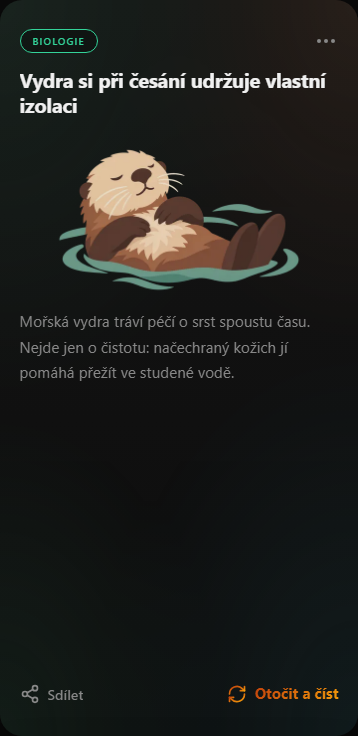 BIOLOGIE
Vydra si při česání udržuje vlastní
izolaci
Mořská vydra tráví péčí o srst spoustu času.
Nejde jen o čistotu: načechraný kožich jí
pomáhá přežít ve studené vodě.
Sdílet
Otočit a číst